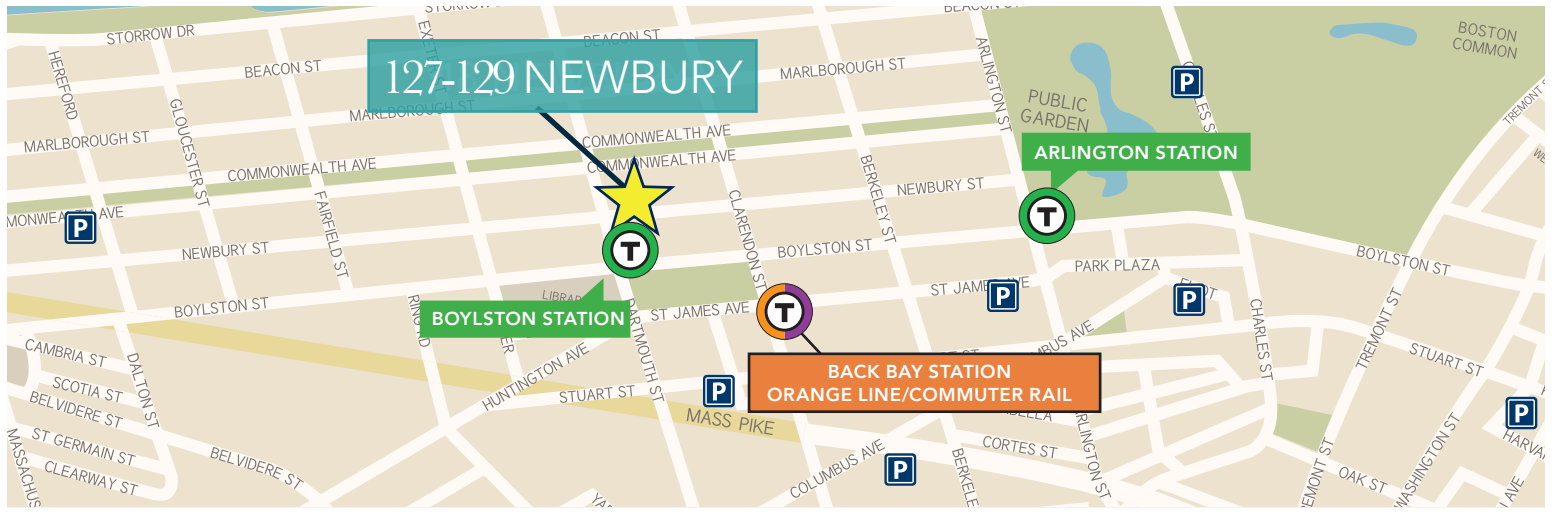 STORROW DR
BEACON ST
BEACON ST
BOSTON
COMMON
HEREFORD
BEACON ST
MARLBOROUGH ST
ARLINGTON ST
P
127-129 NEWBURY
MARLBOROUGH ST
PUBLIC
GARDEN
GLOUCESTER ST
MARLBOROUGH ST
COMMONWEALTH AVE
COMMONWEALTH AVE
COMMONWEALTH AVE
ARLINGTON STATION
FAIRFIELD ST
CLARENDON ST
BERKELEY ST
NEWBURY ST
T
P
MONWEALTH AVE
NEWBURY ST
T
BOYLSTON ST
BOYLSTON ST
PARK PLAZA
BOYLSTON ST
BOYLSTON STATION
DARTMOUTH ST
ST JAMES AVE
T
ST JAMES AVE
P
P
CHARLES ST
TREMONT ST
CAMBRIA ST
SCOTIA ST
BELVIDERE ST
ST GERMAIN ST
CLEARWAY ST
DALTON ST
BELVIDERE ST
HUNTINGTON AVE
STUART ST
P
MASS PIKE
BACK BAY STATION
ORANGE LINE/COMMUTER RAIL
COLUMBUS AVE
P
CORTES ST
STUART ST
P
OAK ST